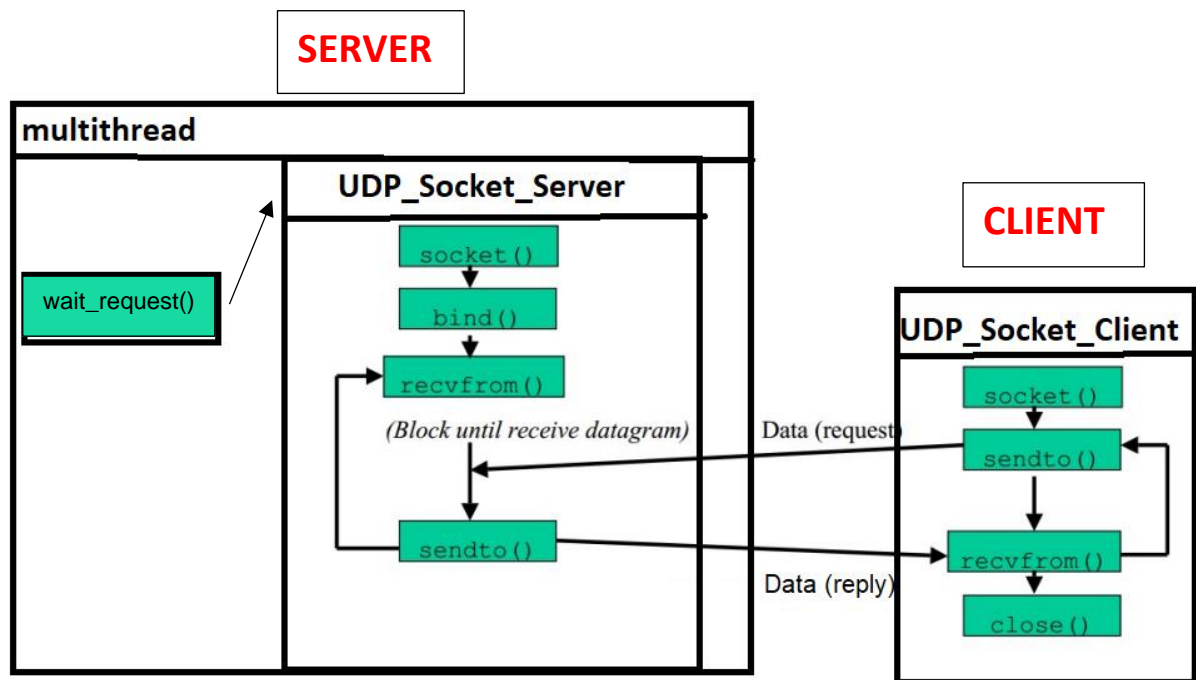 SERVER
multithread
UDP_Socket_Server
socket()
wait_request()
bind()
recvfrom()
(Block until receive datagram)
sendto()
Data (request)
Data (reply)
CLIENT
UDP_Socket_Client
socket()
sendto()
recvfrom()
close()